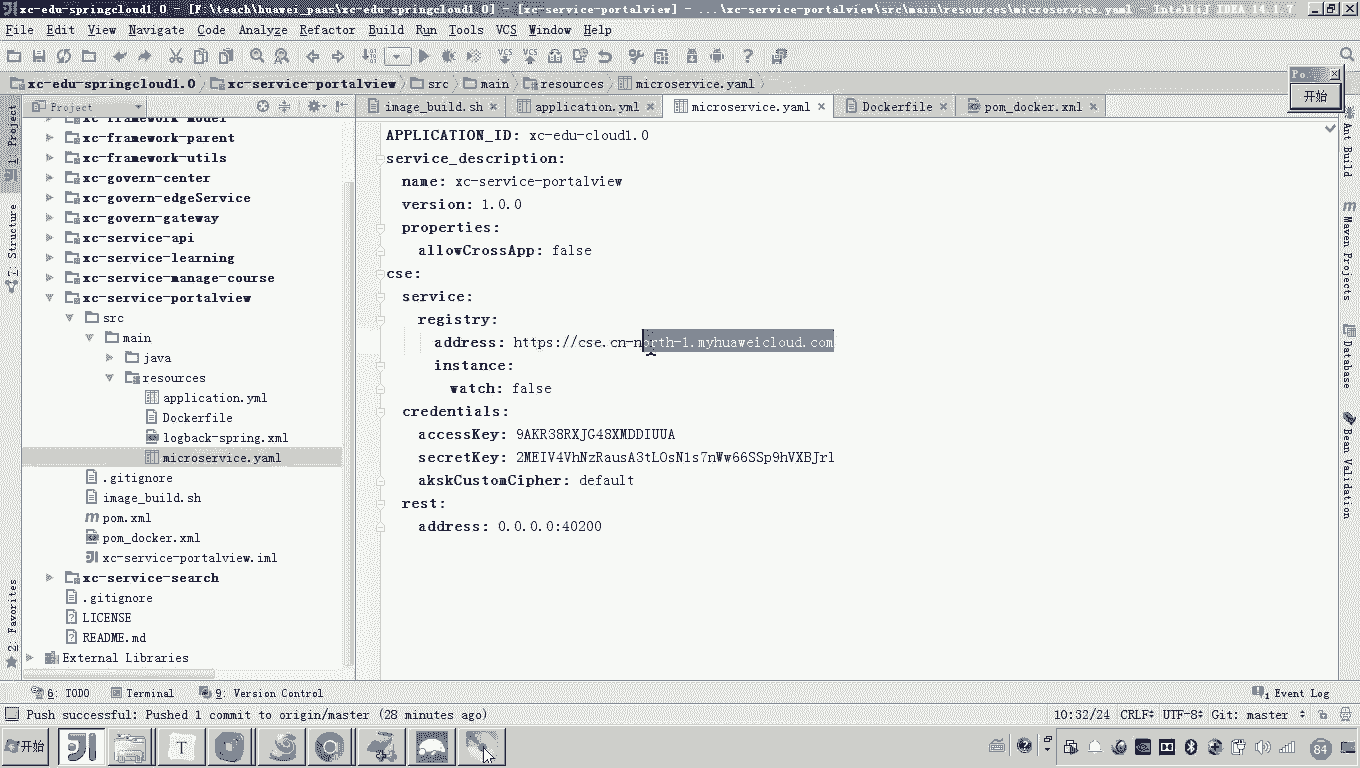 xc-edu-springcloud1.0 - [F:\teach\huawei_paas\xc-edu-springcloud1.0] - [xc-service-portalview] - ...\xc-service-portalview\src\main\resources\microservice.yaml - IntelliJ IDEA 14.1.7
File Edit View Navigate Code Analyze Refactor Build Run Tools VCS Window Help
xc-edu-springcloud1.0 xc-service-portalview src main resources microservice.yaml
开始
Project
image_build.sh application.yml microservice.yaml Dockerfile pom_docker.xml
1: Project
7: Structure
2: Favorites
xc-framework-model
xc-framework-parent
xc-framework-utils
xc-govern-center
xc-govern-edgeService
xc-govern-gateway
xc-service-api
xc-service-learning
xc-service-manage-course
xc-service-portalview
src
main
java
resources
application.yml
Dockerfile
logback-spring.xml
microservice.yaml
.gitignore
image_build.sh
pom.xml
pom_docker.xml
xc-service-portalview.iml
xc-service-search
.gitignore
LICENSE
README.md
External Libraries
APPLICATION_ID: xc-edu-cloud1.0
service_description:
name: xc-service-portalview
version: 1.0.0
properties:
allowCrossApp: false
cse:
service:
registry:
address: https://cse.cn-north-1.myhuaweicloud.com
instance:
watch: false
credentials:
accessKey: 9AKR38RXJG48XMDDIUUA
secretKey: 2MEIV4VhNzRausA3tLOsN1s7nWw66SSp9hVXBJrl
akskCustomCipher: default
rest:
address: 0.0.0.0:40200
Ant Build
Maven Projects
Database
Bean Validation
6: TODO Terminal 9: Version Control 1 Event Log
Push successful: Pushed 1 commit to origin/master (28 minutes ago) 10:32/24 CRLF UTF-8 Git: master
开始 84